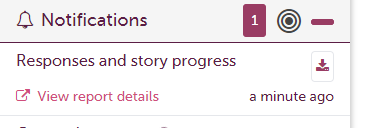 Notifications 1
Responses and story progress
View report details a minute ago